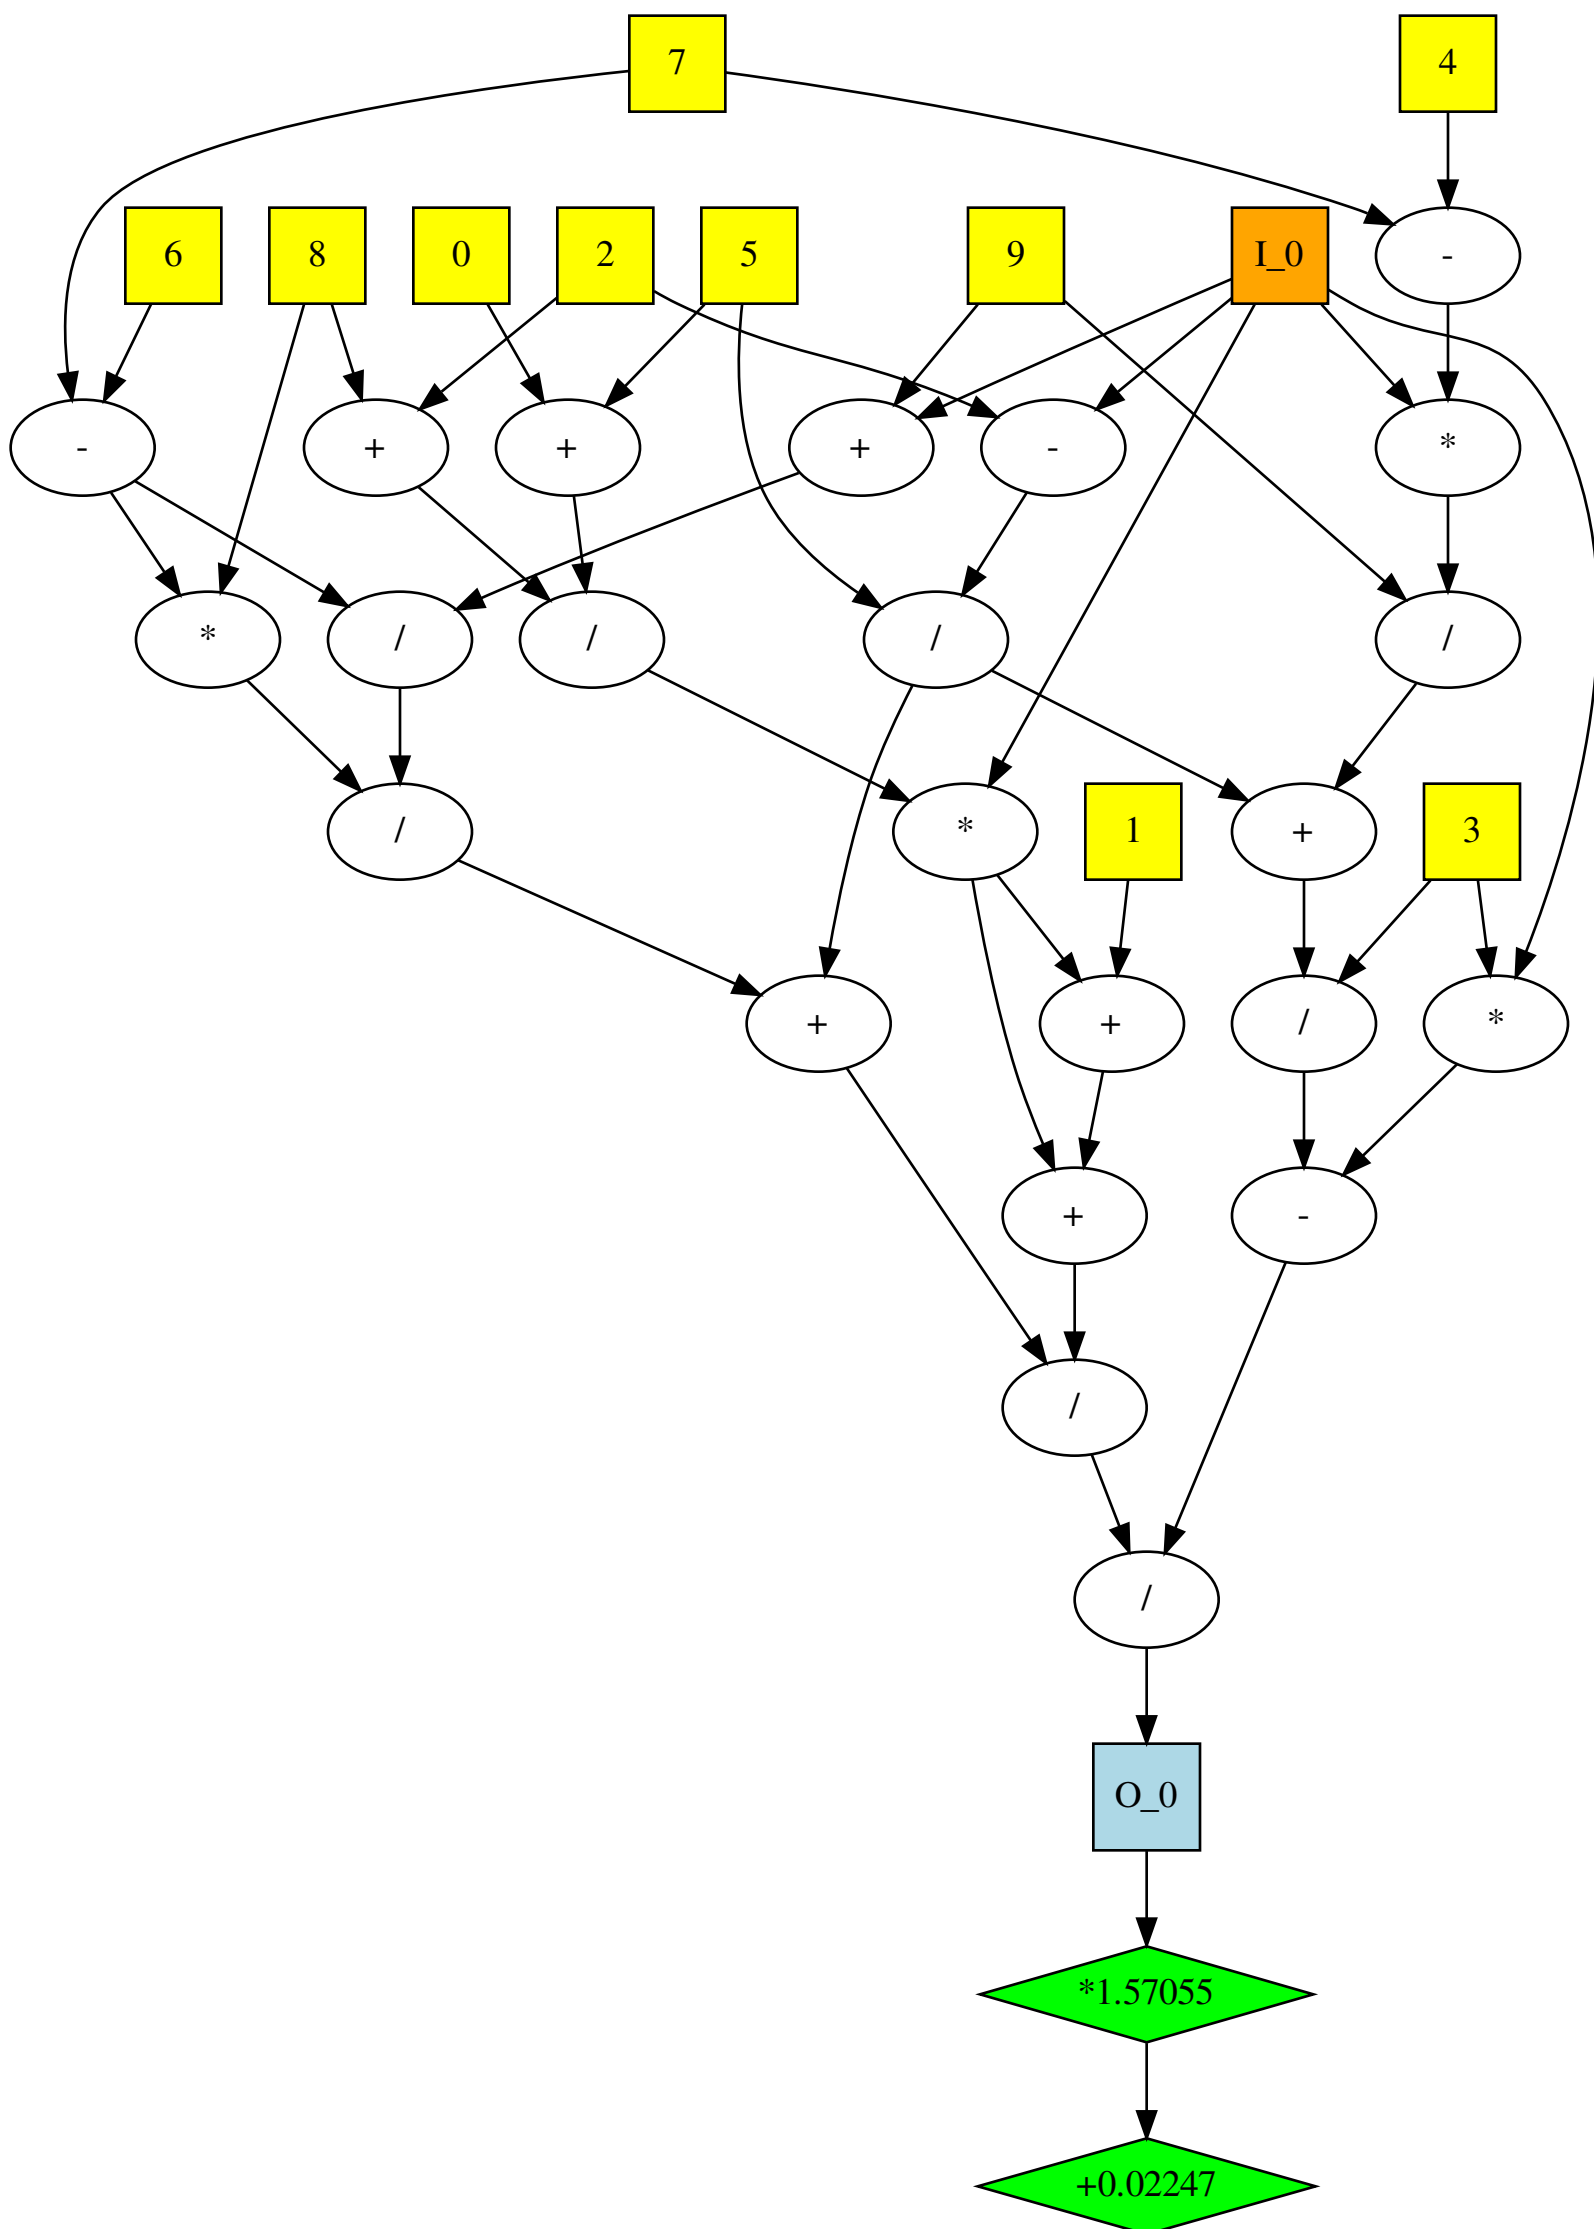 7 4
6 8 0 2 5 9 I_0 -
- + + + - *
* / / / /
/ * 1 + 3
+ + / *
+ -
/
/
O_0
*1.57055
+0.02247